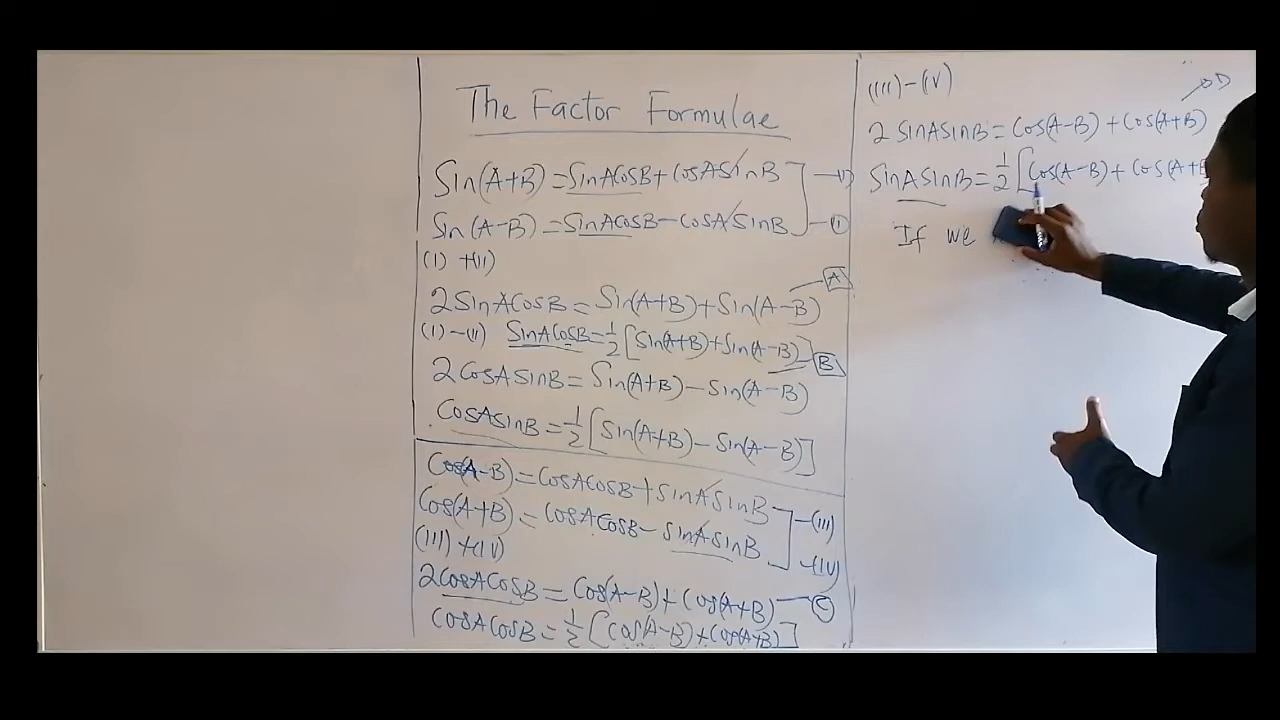 The Factor Formulae
Sin(A+B)=SinACosB+CosASinB
Sin(A-B)=SinACosB-CosASinB -(II)
(I) +(II)
2SinACosB=Sin(A+B)+Sin(A-B) A
(I)-(II) SinACosB=1/2[Sin(A+B)+Sin(A-B)] B
2CosASinB=Sin(A+B)-Sin(A-B)
CosASinB=1/2[Sin(A+B)-Sin(A-B)]
Cos(A-B)=CosACosB+SinASinB -(III)
Cos(A+B)=CosACosB-SinASinB -(IV)
(III)+(IV)
2CosACosB=Cos(A-B)+Cos(A+B) C
CosACosB=1/2[Cos(A-B)+Cos(A+B)]
(III)-(IV)
D
2SinASinB=Cos(A-B)+Cos(A+B)
SinASinB=1/2[Cos(A-B)+Cos(A+B
If we